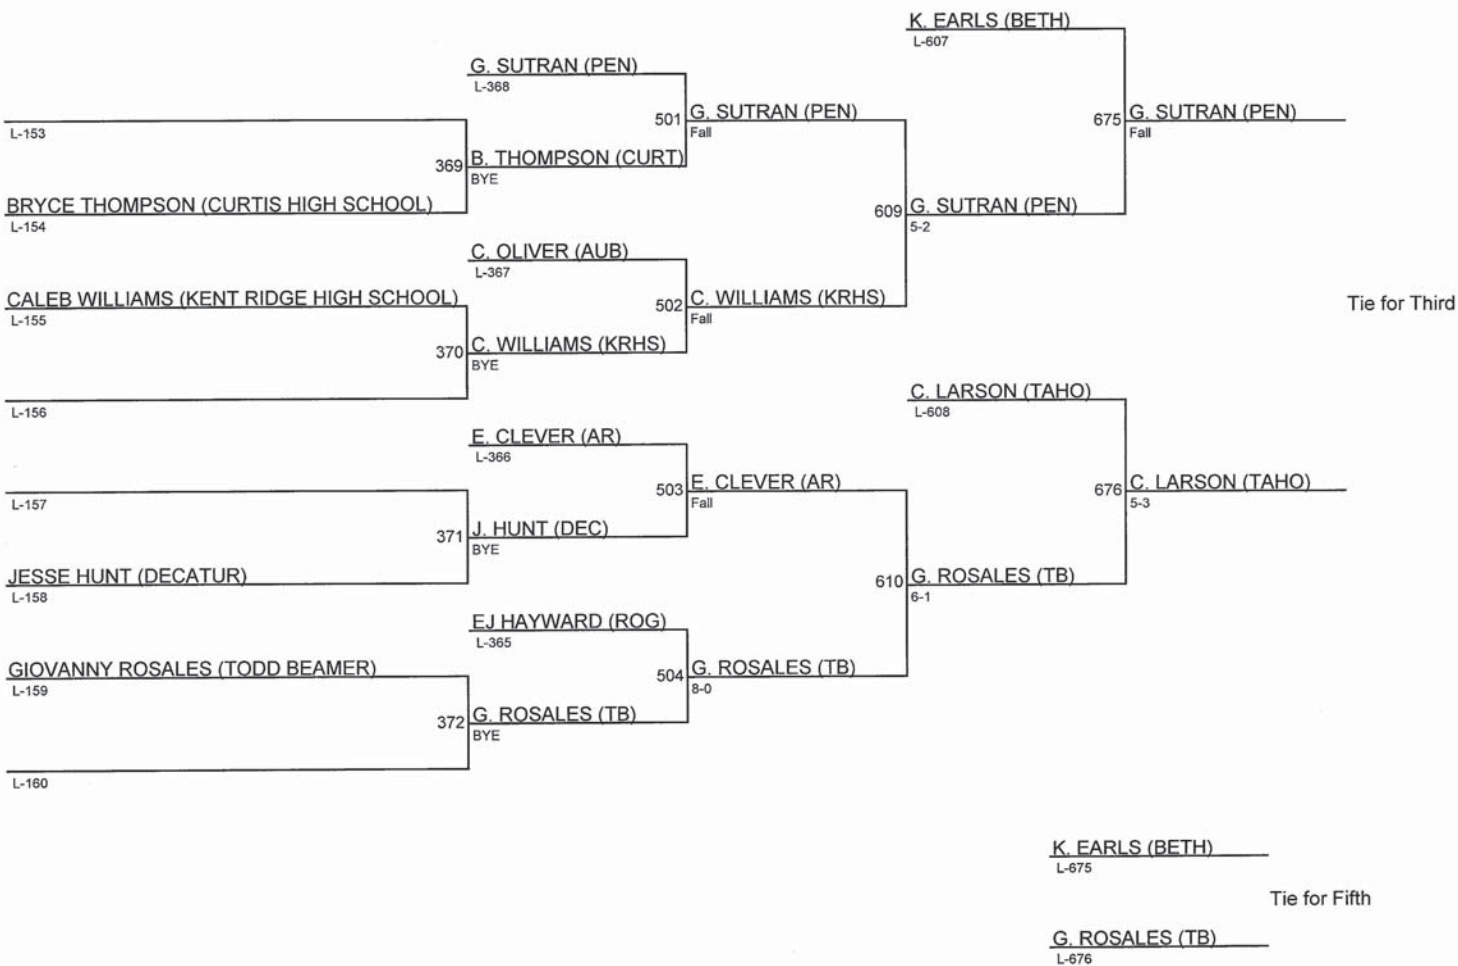 K. EARLS (BETH)
L-607
G. SUTRAN (PEN)
L-368
501 G. SUTRAN (PEN)
Fall
675 G. SUTRAN (PEN)
Fall
L-153
369 B. THOMPSON (CURT)
BYE
BRYCE THOMPSON (CURTIS HIGH SCHOOL)
L-154
609 G. SUTRAN (PEN)
5-2
C. OLIVER (AUB)
L-367
CALEB WILLIAMS (KENT RIDGE HIGH SCHOOL)
L-155
502 C. WILLIAMS (KRHS)
Fall
Tie for Third
370 C. WILLIAMS (KRHS)
BYE
L-156
C. LARSON (TAHO)
L-608
E. CLEVER (AR)
L-366
503 E. CLEVER (AR)
Fall
676 C. LARSON (TAHO)
5-3
L-157
371 J. HUNT (DEC)
BYE
JESSE HUNT (DECATUR)
L-158
610 G. ROSALES (TB)
6-1
EJ HAYWARD (ROG)
L-365
GIOVANNY ROSALES (TODD BEAMER)
L-159
504 G. ROSALES (TB)
8-0
372 G. ROSALES (TB)
BYE
L-160
K. EARLS (BETH)
L-675
Tie for Fifth
G. ROSALES (TB)
L-676